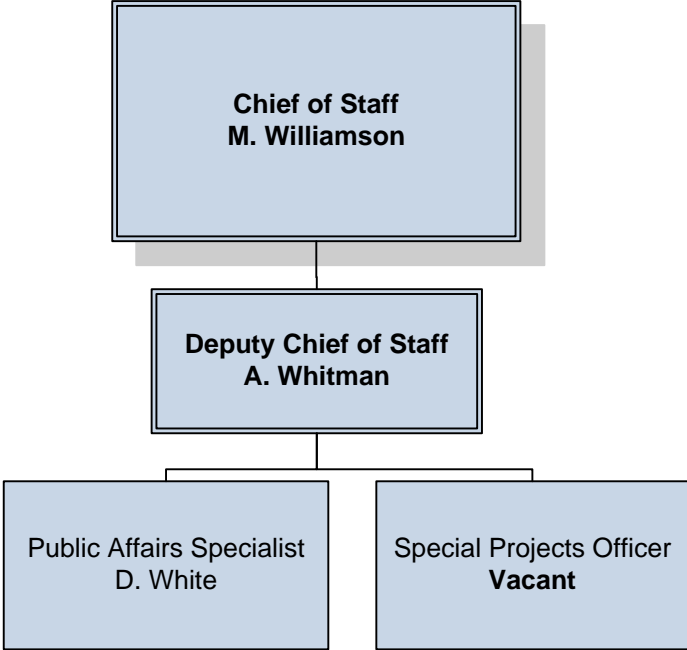 Chief of Staff
M. Williamson
Deputy Chief of Staff
A. Whitman
Public Affairs Specialist
D. White
Special Projects Officer
Vacant